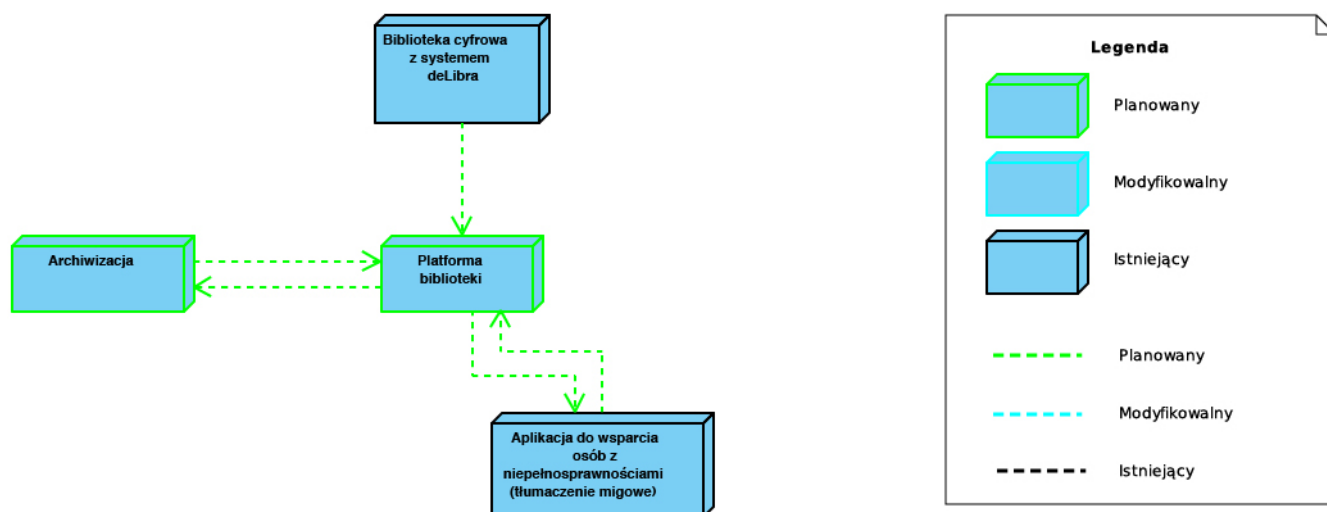 Biblioteka cyfrowa
z systemem
deLibra
Archiwizacja
Platforma
biblioteki
Aplikacja do wsparcia
osób z
niepełnosprawnościami
(tłumaczenie migowe)
Legenda
Planowany
Modyfikowalny
Istniejący
Planowany
Modyfikowalny
Istniejący